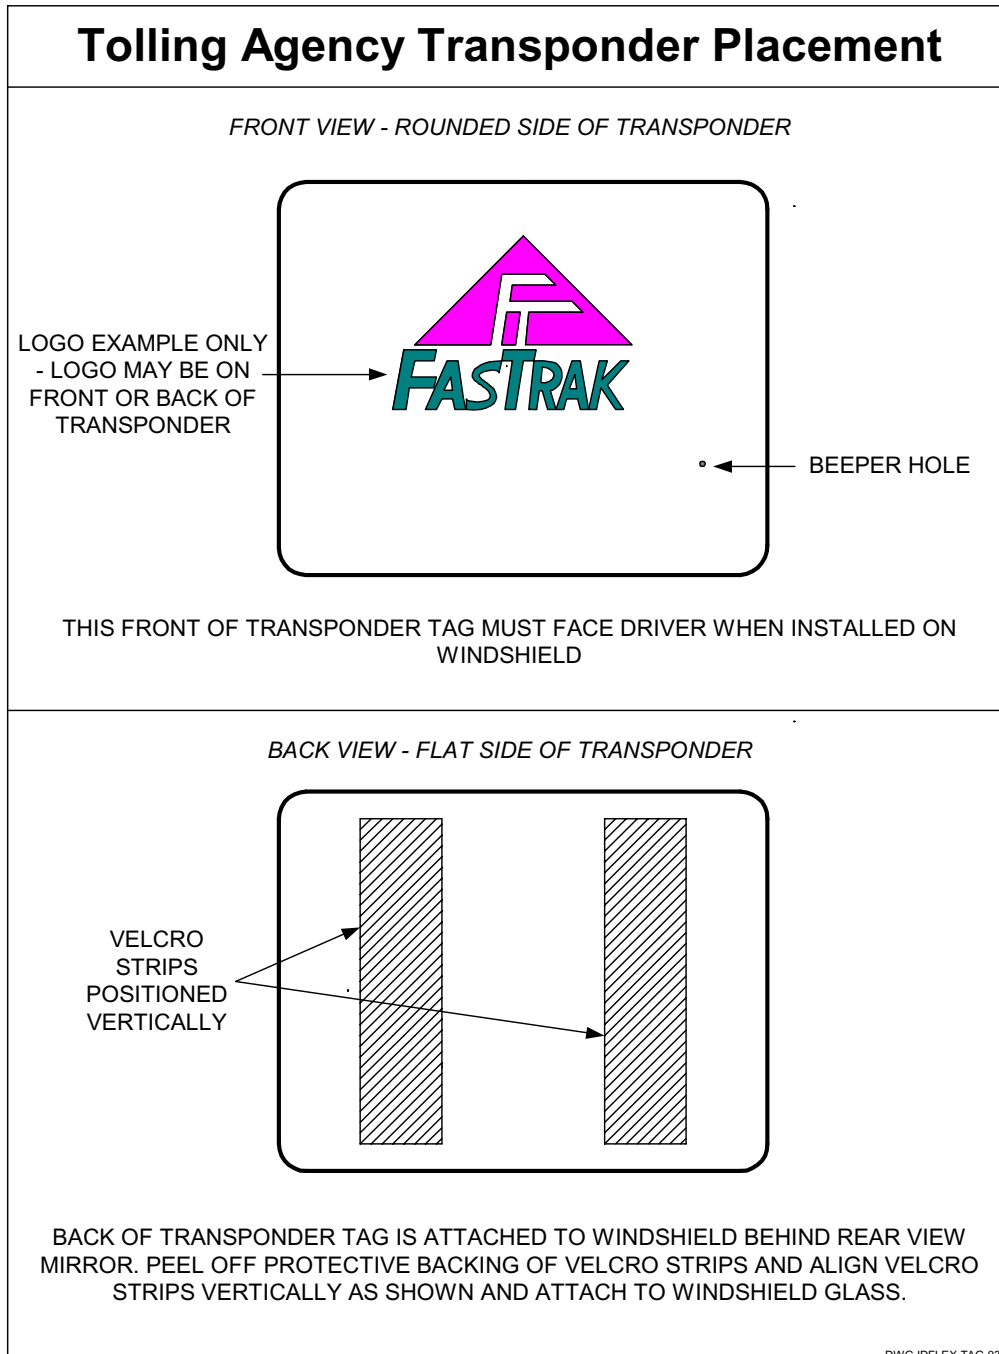 Tolling Agency Transponder Placement
FRONT VIEW - ROUNDED SIDE OF TRANSPONDER
FT
FASTRAK
LOGO EXAMPLE ONLY
- LOGO MAY BE ON
FRONT OR BACK OF
TRANSPONDER
BEEPER HOLE
THIS FRONT OF TRANSPONDER TAG MUST FACE DRIVER WHEN INSTALLED ON
WINDSHIELD
BACK VIEW - FLAT SIDE OF TRANSPONDER
VELCRO
STRIPS
POSITIONED
VERTICALLY
BACK OF TRANSPONDER TAG IS ATTACHED TO WINDSHIELD BEHIND REAR VIEW
MIRROR. PEEL OFF PROTECTIVE BACKING OF VELCRO STRIPS AND ALIGN VELCRO
STRIPS VERTICALLY AS SHOWN AND ATTACH TO WINDSHIELD GLASS.